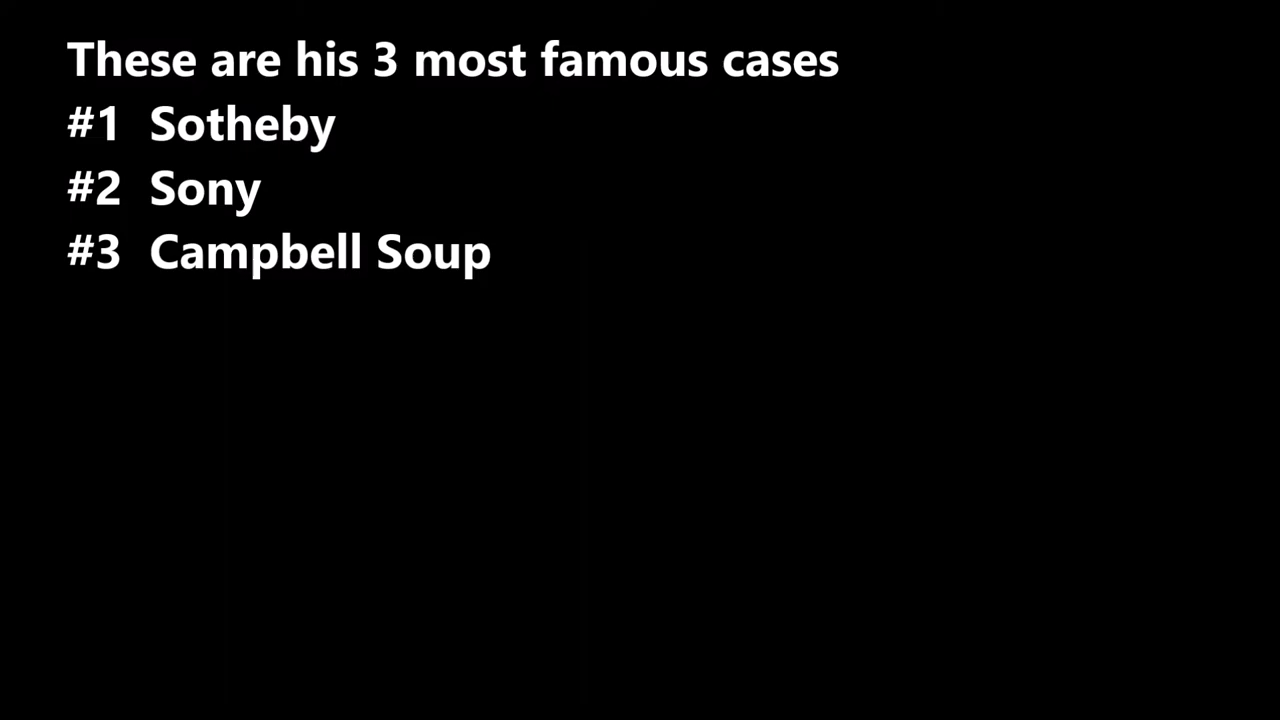 These are his 3 most famous cases
#1 Sotheby
#2 Sony
#3 Campbell Soup